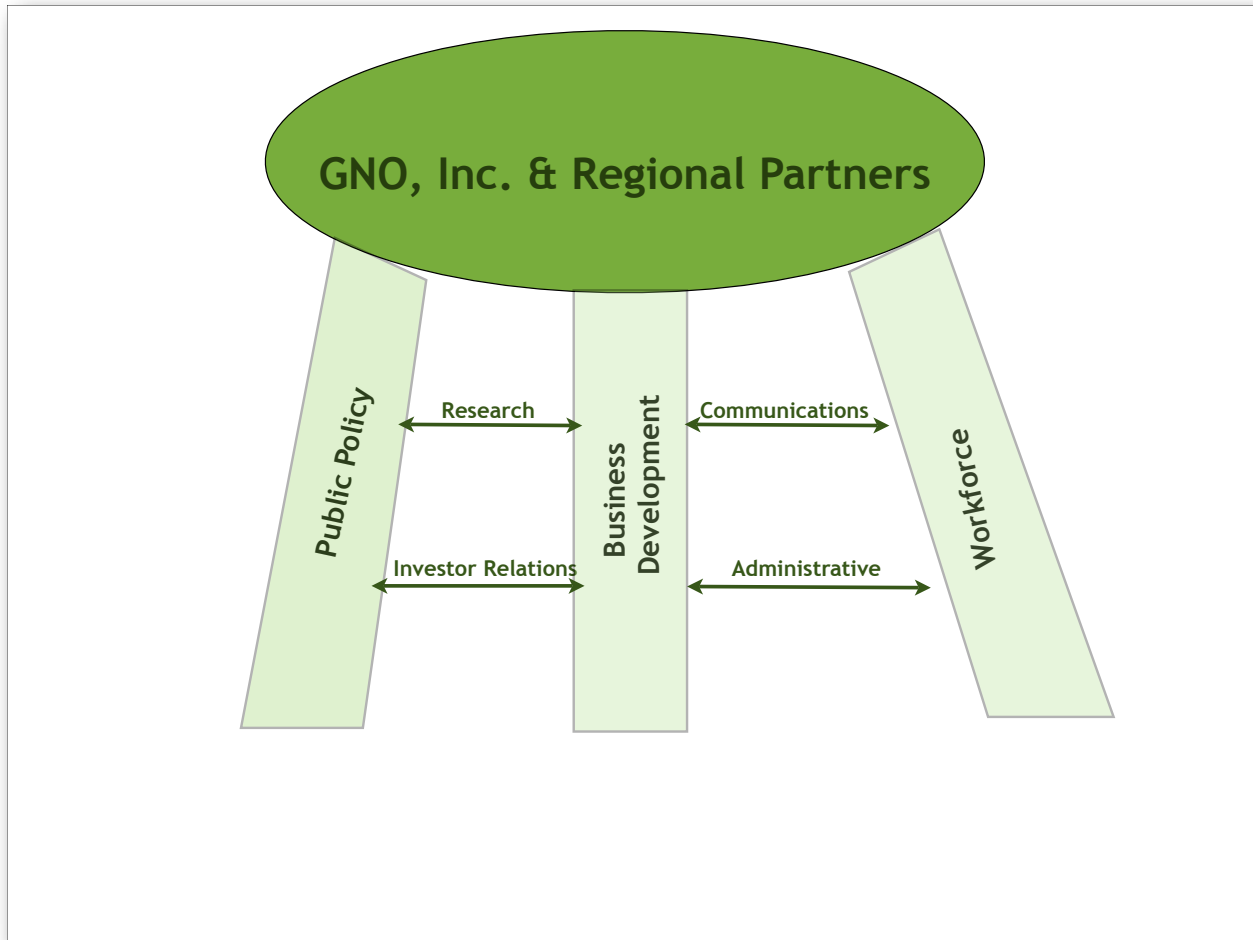 GNO, Inc. & Regional Partners
Public Policy
Research
Investor Relations
Business
Development
Communications
Administrative
Workforce